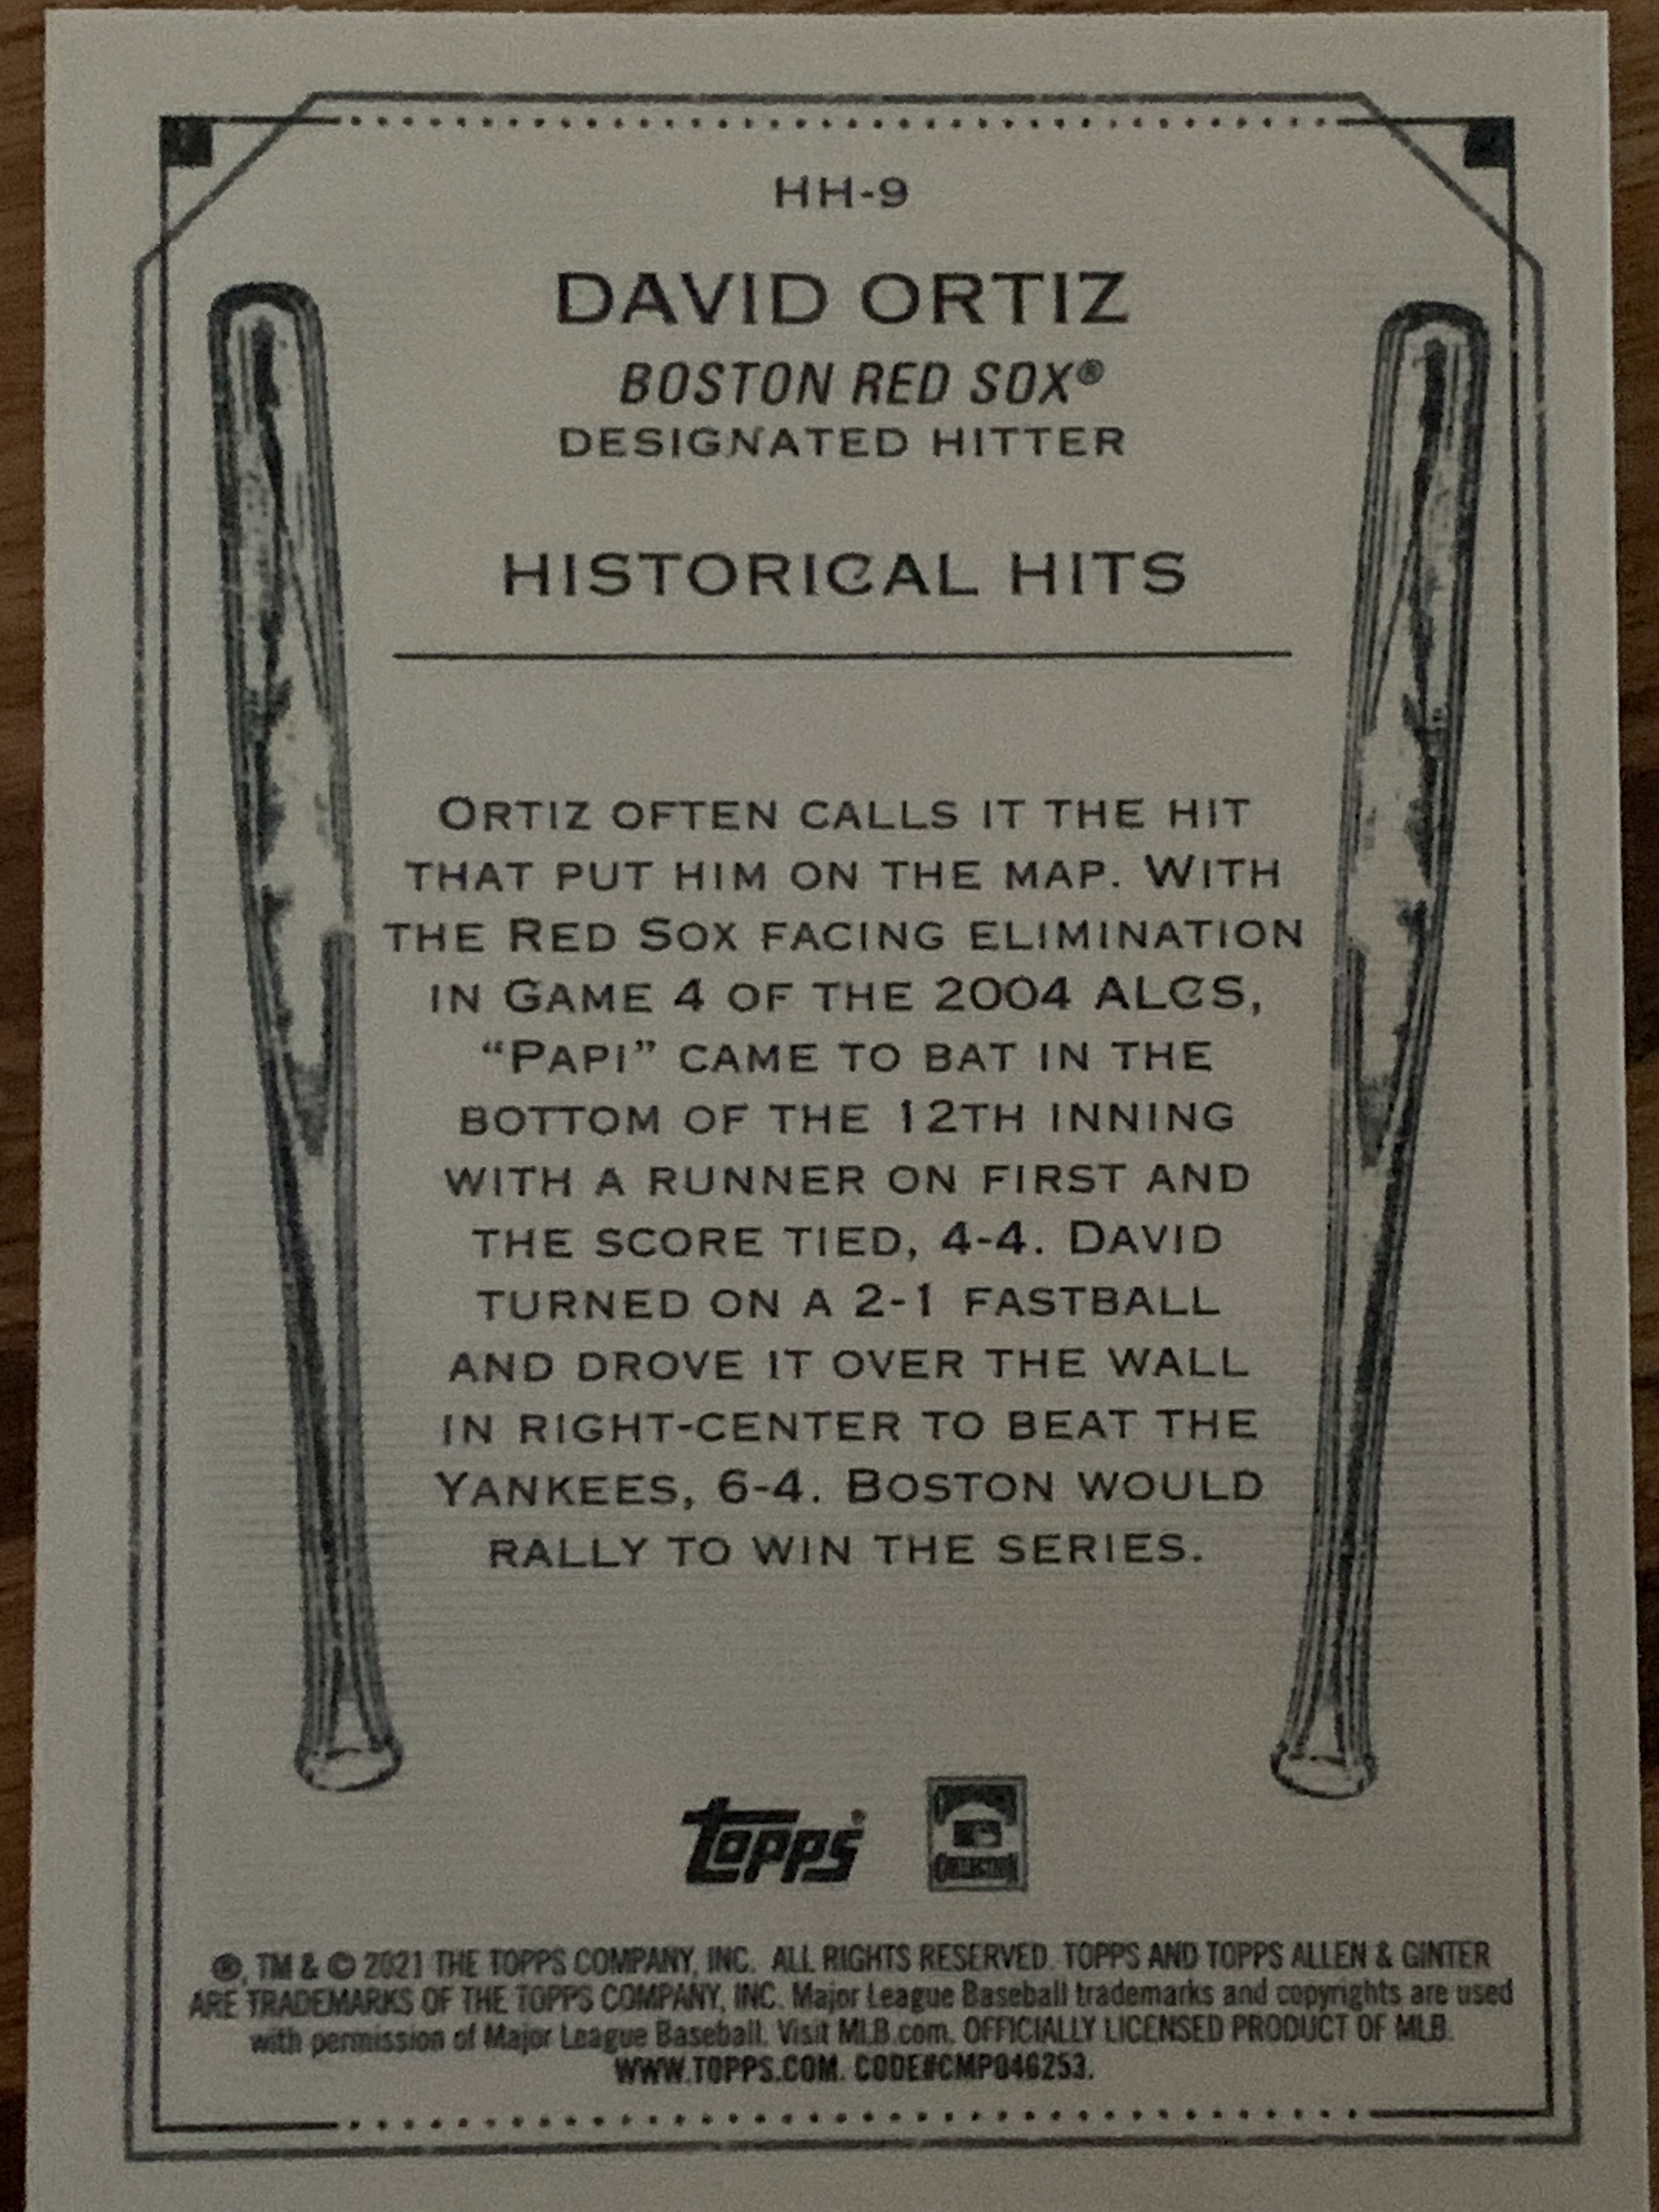 HH-9
DAVID ORTIZ
BOSTON RED SOX®
DESIGNATED HITTER
HISTORICAL HITS
ORTIZ OFTEN CALLS IT THE HIT
THAT PUT HIM ON THE MAP. WITH
THE RED SOX FACING ELIMINATION
IN GAME 4 OF THE 2004 ALCS,
“PAPI” CAME TO BAT IN THE
BOTTOM OF THE 12TH INNING
WITH A RUNNER ON FIRST AND
THE SCORE TIED, 4-4. DAVID
TURNED ON A 2-1 FASTBALL
AND DROVE IT OVER THE WALL
IN RIGHT-CENTER TO BEAT THE
YANKEES, 6-4. BOSTON WOULD
RALLY TO WIN THE SERIES.
topps®
COLLECTION
®, TM & © 2021 THE TOPPS COMPANY, INC. ALL RIGHTS RESERVED. TOPPS AND TOPPS ALLEN & GINTER
ARE TRADEMARKS OF THE TOPPS COMPANY, INC. Major League Baseball trademarks and copyrights are used
with permission of Major League Baseball. Visit MLB.com. OFFICIALLY LICENSED PRODUCT OF MLB.
WWW.TOPPS.COM. CODE#CMP046253.